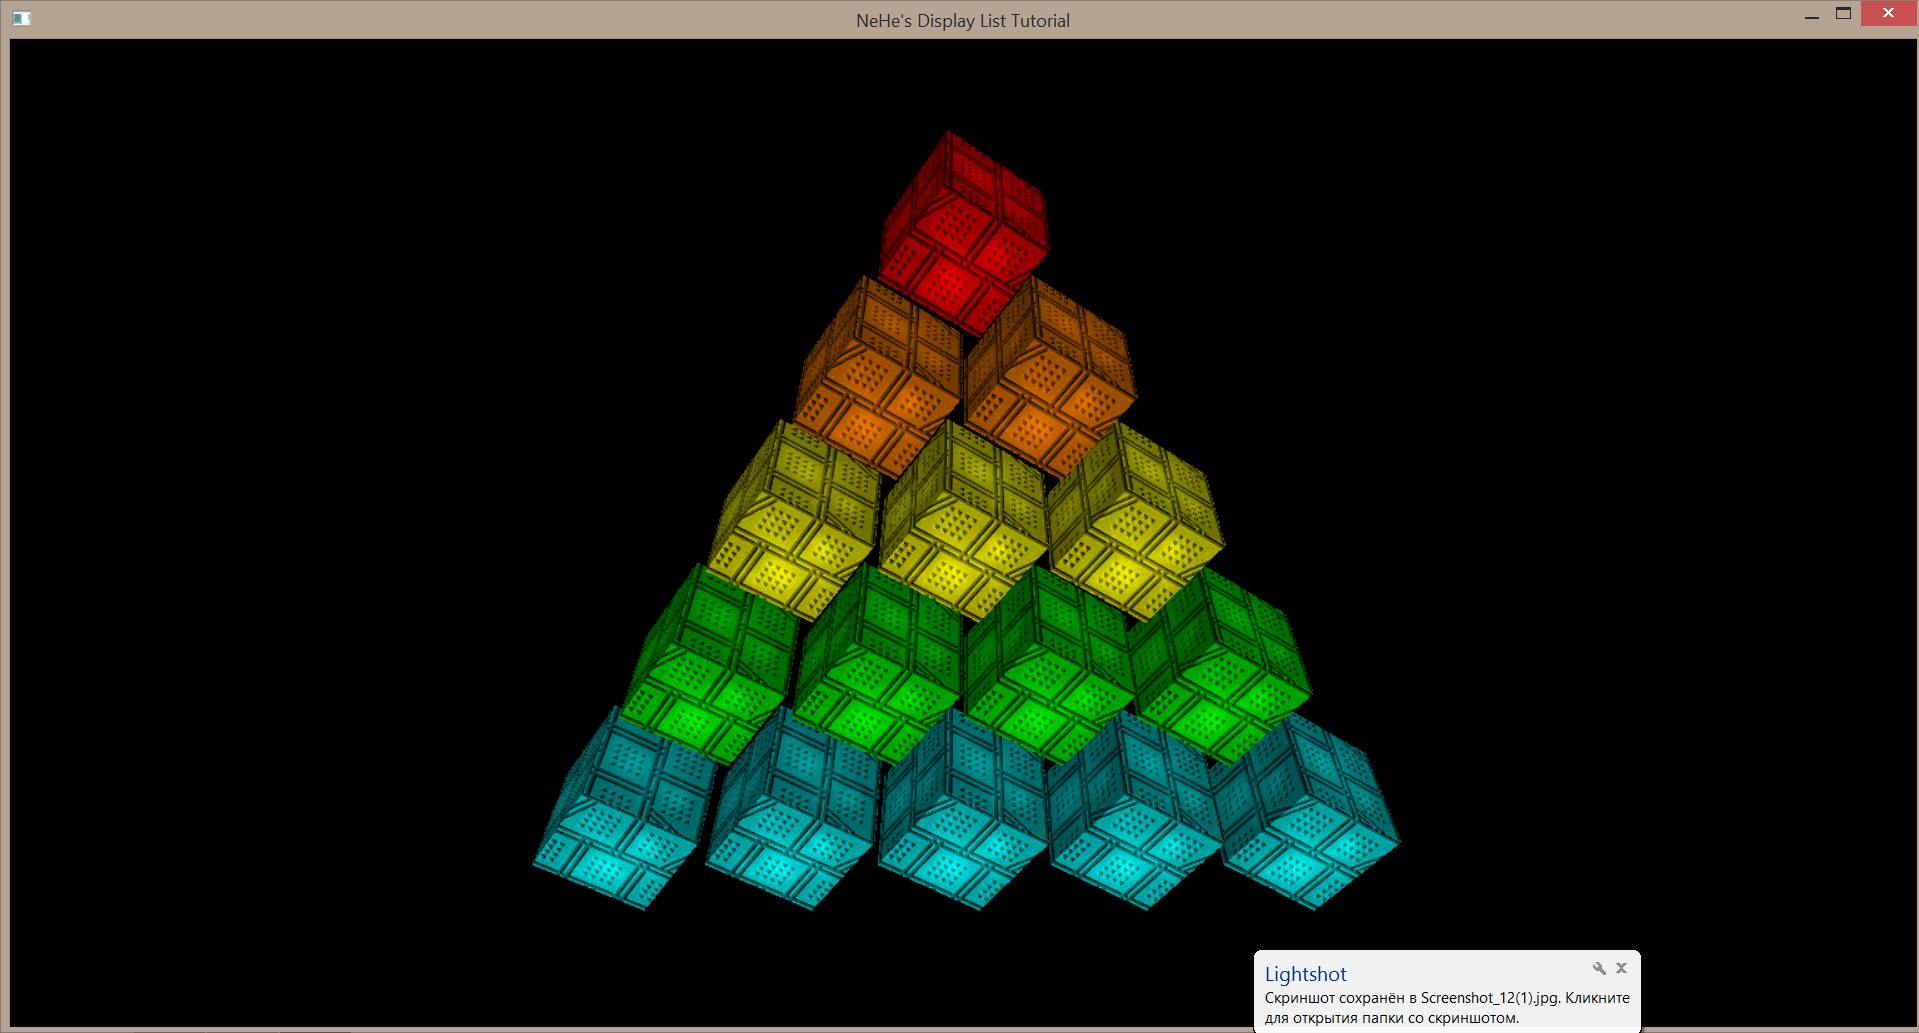 NeHe's Display List Tutorial
Lightshot
Скриншот сохранён в Screenshot_12(1).jpg. Кликните
для открытия папки со скриншотом.